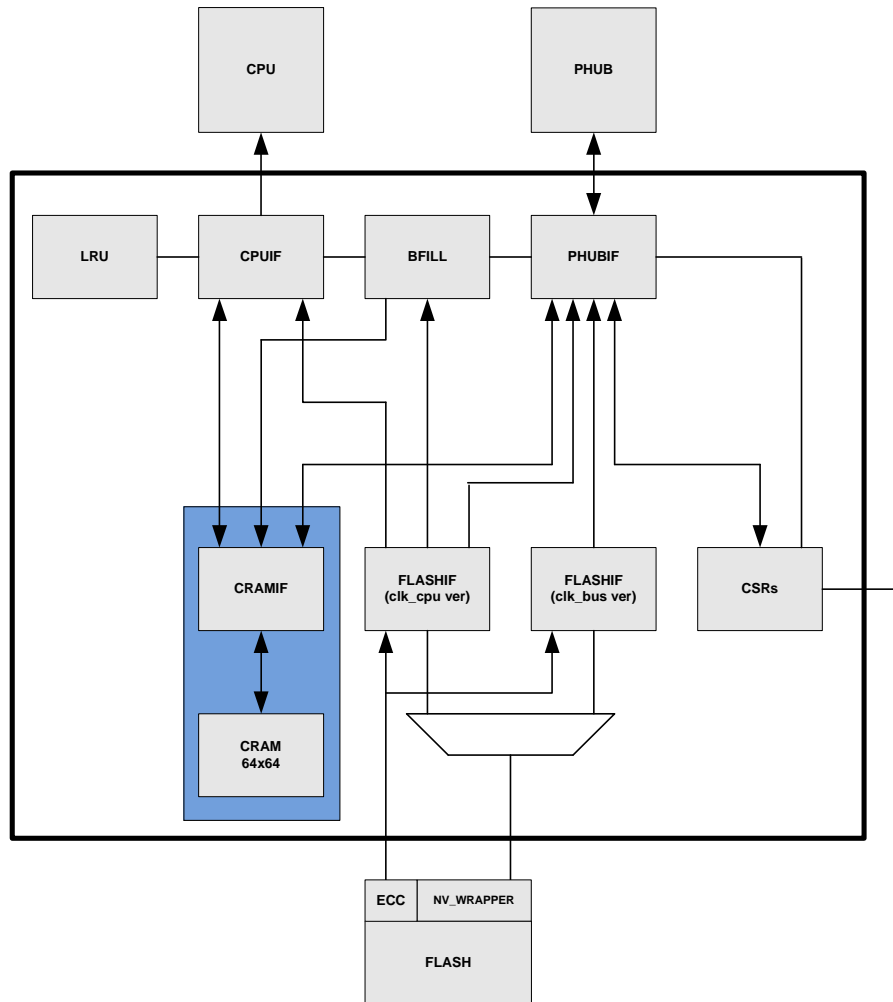 CPU
PHUB
LRU
CPUIF
BFILL
PHUBIF
CRAMIF
FLASHIF
(clk_cpu ver)
FLASHIF
(clk_bus ver)
CSRs
CRAM
64x64
ECC
NV_WRAPPER
FLASH